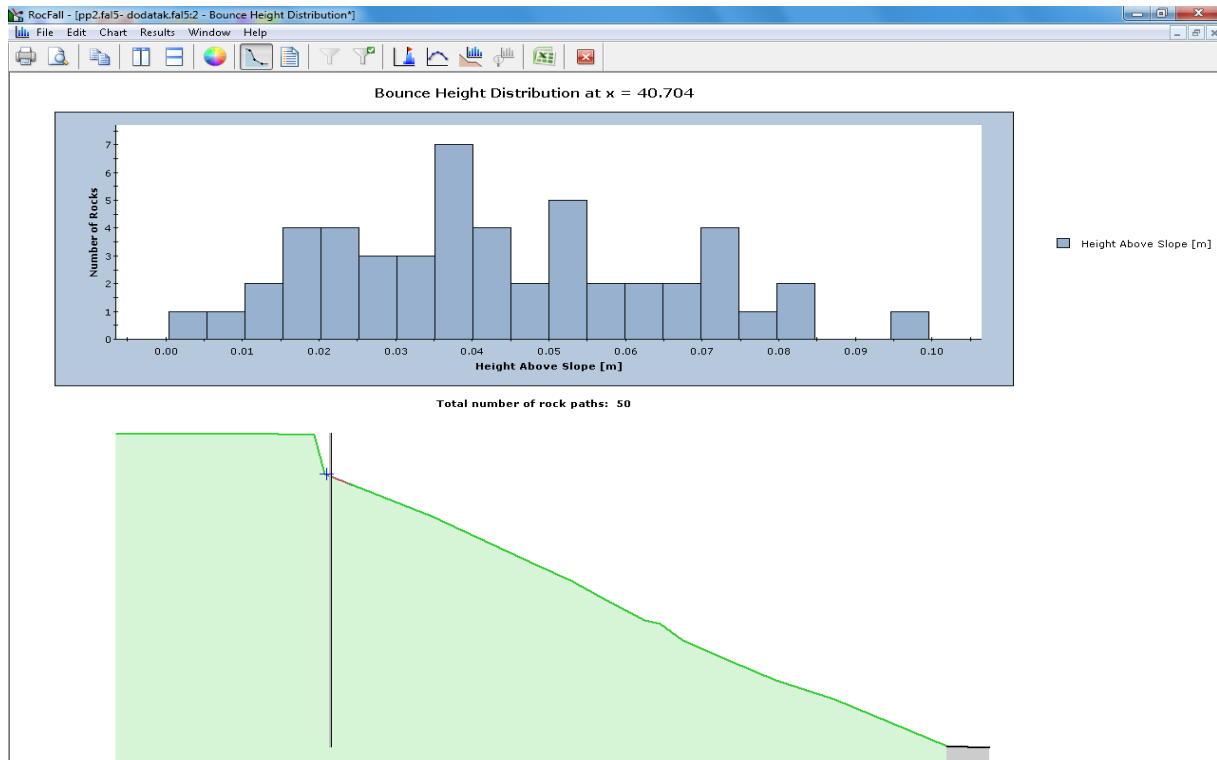 RocFall - [pp2.fal5- dodatak.fal5:2 - Bounce Height Distribution*]
File Edit Chart Results Window Help
Bounce Height Distribution at x = 40.704
Number of Rocks
7
6
5
4
3
2
1
0
0.00 0.01 0.02 0.03 0.04 0.05 0.06 0.07 0.08 0.09 0.10
Height Above Slope [m]
Height Above Slope [m]
Total number of rock paths: 50